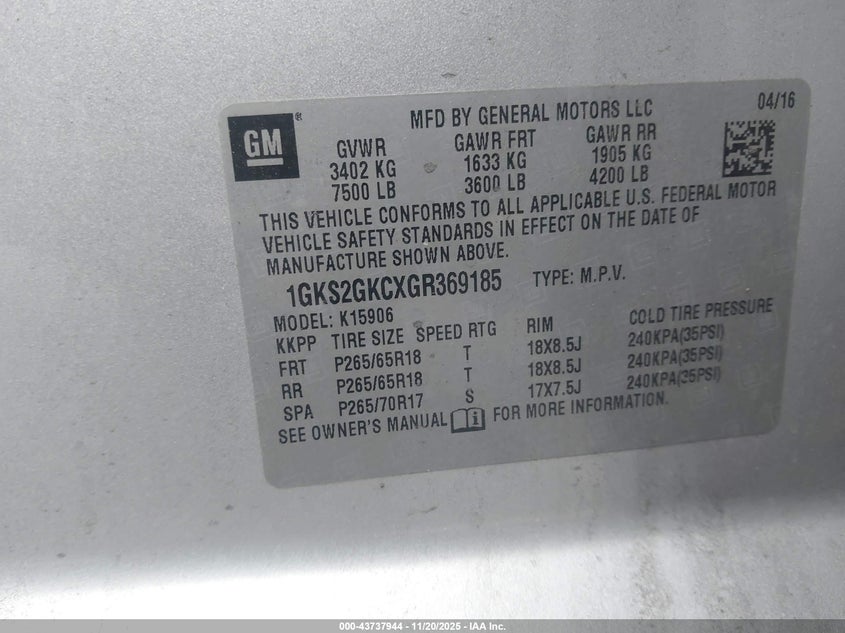 GM®
MFD BY GENERAL MOTORS LLC 04/16
GVWR GAWR FRT GAWR RR
3402 KG 1633 KG 1905 KG
7500 LB 3600 LB 4200 LB
THIS VEHICLE CONFORMS TO ALL APPLICABLE U.S. FEDERAL MOTOR
VEHICLE SAFETY STANDARDS IN EFFECT ON THE DATE OF
MANUFACTURE SHOWN ABOVE.
1GKS2GKCXGR369185 TYPE: M.P.V.
MODEL: K15906
KKPP TIRE SIZE SPEED RTG RIM COLD TIRE PRESSURE
FRT P265/65R18 T 18X8.5J 240KPA(35PSI)
RR P265/65R18 T 18X8.5J 240KPA(35PSI)
SPA P265/70R17 S 17X7.5J 240KPA(35PSI)
SEE OWNER'S MANUAL i FOR MORE INFORMATION.
000-43737944 - 11/20/2025 - IAA Inc.